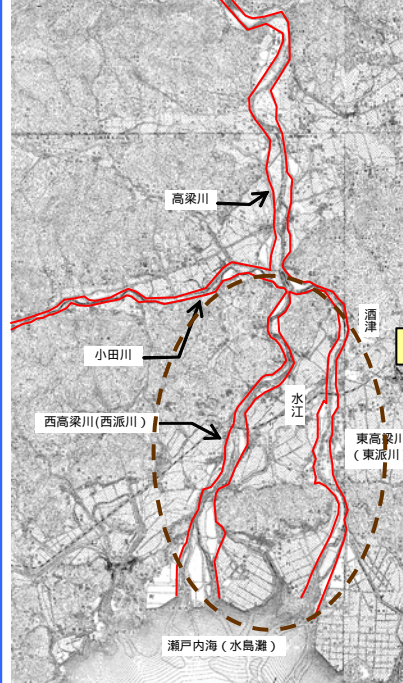 高梁川
酒津
小田川
水江
西高梁川(西派川)
東高梁川
(東派川
瀬戸内海(水島灘)